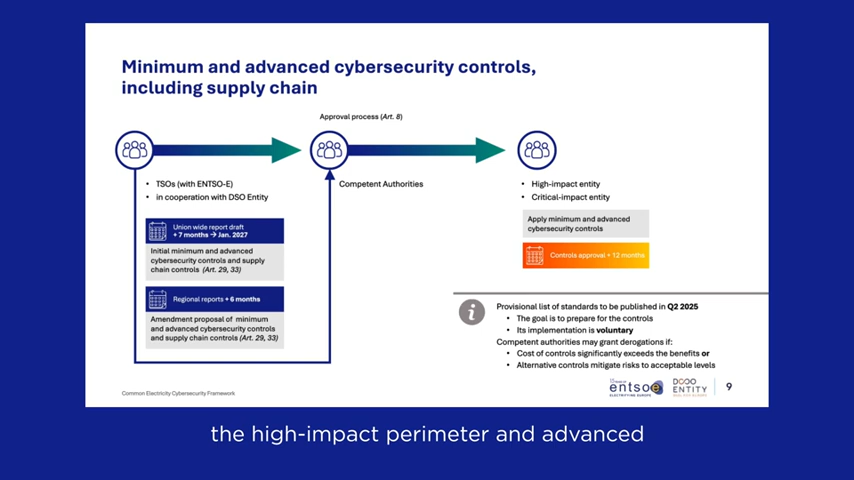 Minimum and advanced cybersecurity controls,
including supply chain
Approval process (Art. 8)
• TSOs (with ENTSO-E)
• in cooperation with DSO Entity
Competent Authorities
• High-impact entity
• Critical-impact entity
Union wide report draft
+ 7 months → Jan. 2027
Initial minimum and advanced
cybersecurity controls and supply
chain controls (Art. 29, 33)
Regional reports + 6 months
Amendment proposal of minimum
and advanced cybersecurity controls
and supply chain controls (Art. 29, 33)
Apply minimum and advanced
cybersecurity controls
Controls approval + 12 months
i
Provisional list of standards to be published in Q2 2025
• The goal is to prepare for the controls
• Its implementation is voluntary
Competent authorities may grant derogations if:
• Cost of controls significantly exceeds the benefits or
• Alternative controls mitigate risks to acceptable levels
Common Electricity Cybersecurity Framework
entsoe
ENTITY
9
the high-impact perimeter and advanced